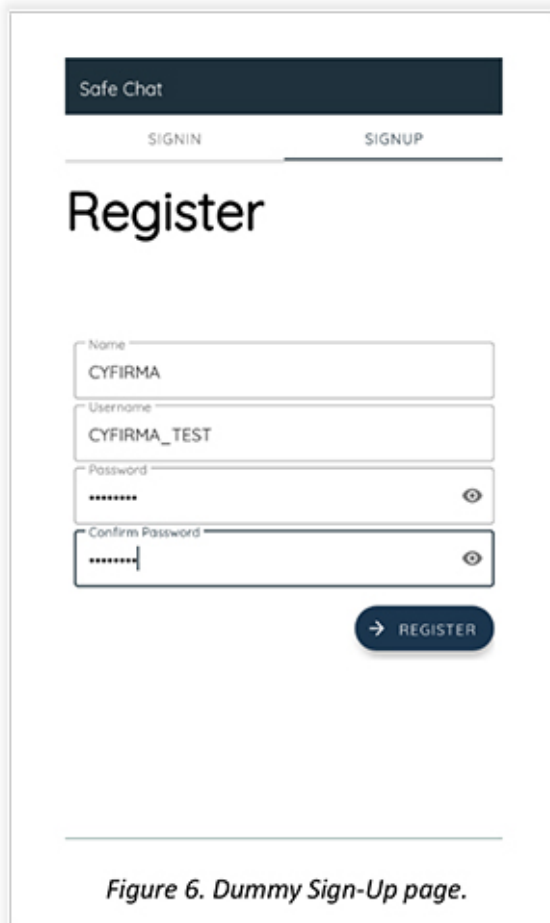 Safe Chat
SIGNIN SIGNUP
Register
Name
CYFIRMA
Username
CYFIRMA_TEST
Password
••••••••
Confirm Password
••••••••
REGISTER
Figure 6. Dummy Sign-Up page.